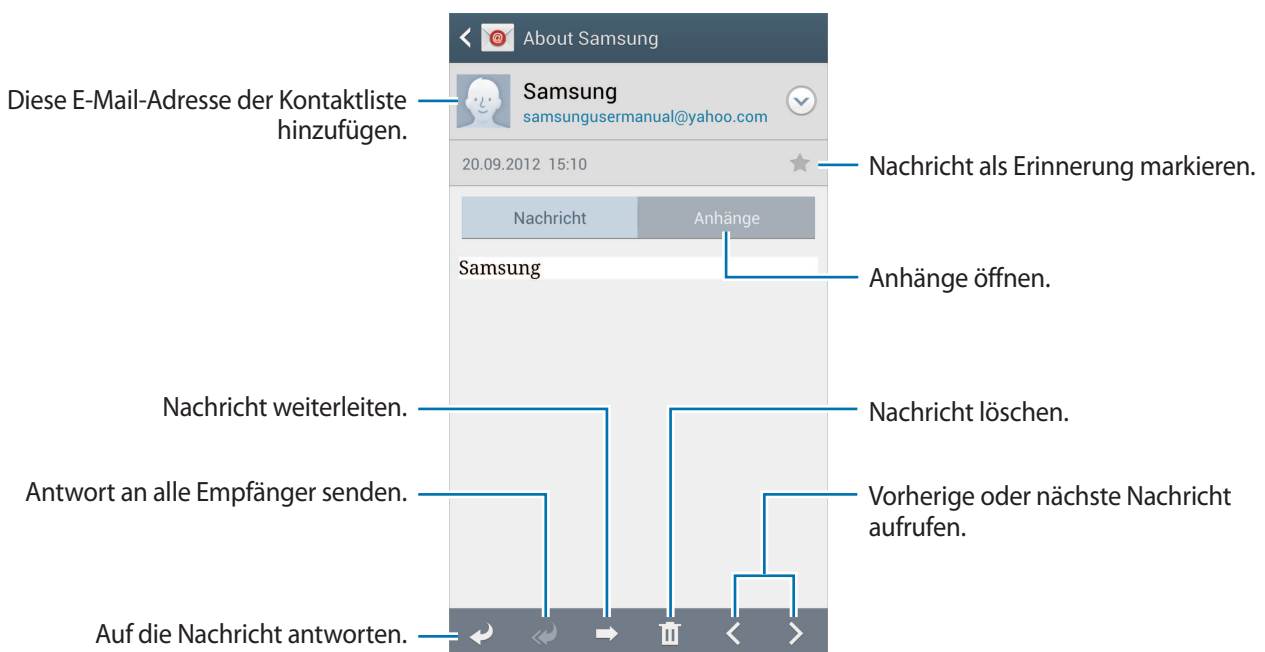 About Samsung
Diese E-Mail-Adresse der Kontaktliste
hinzufügen.
Samsung
samsungusermanual@yahoo.com
20.09.2012 15:10
Nachricht als Erinnerung markieren.
Nachricht
Anhänge
Samsung
Anhänge öffnen.
Nachricht weiterleiten.
Nachricht löschen.
Antwort an alle Empfänger senden.
Vorherige oder nächste Nachricht
aufrufen.
Auf die Nachricht antworten.